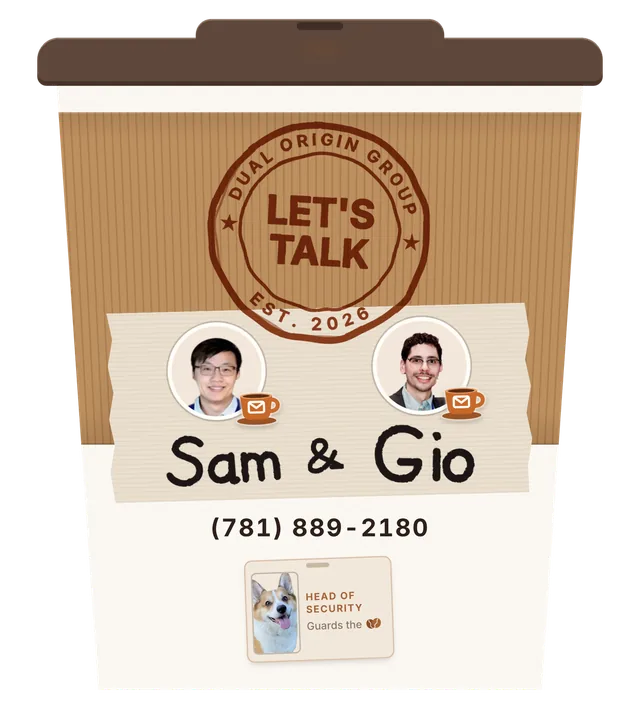 DUAL ORIGIN GROUP
LET'S
TALK
EST. 2026
Sam & Gio
(781) 889-2180
HEAD OF
SECURITY
Guards the